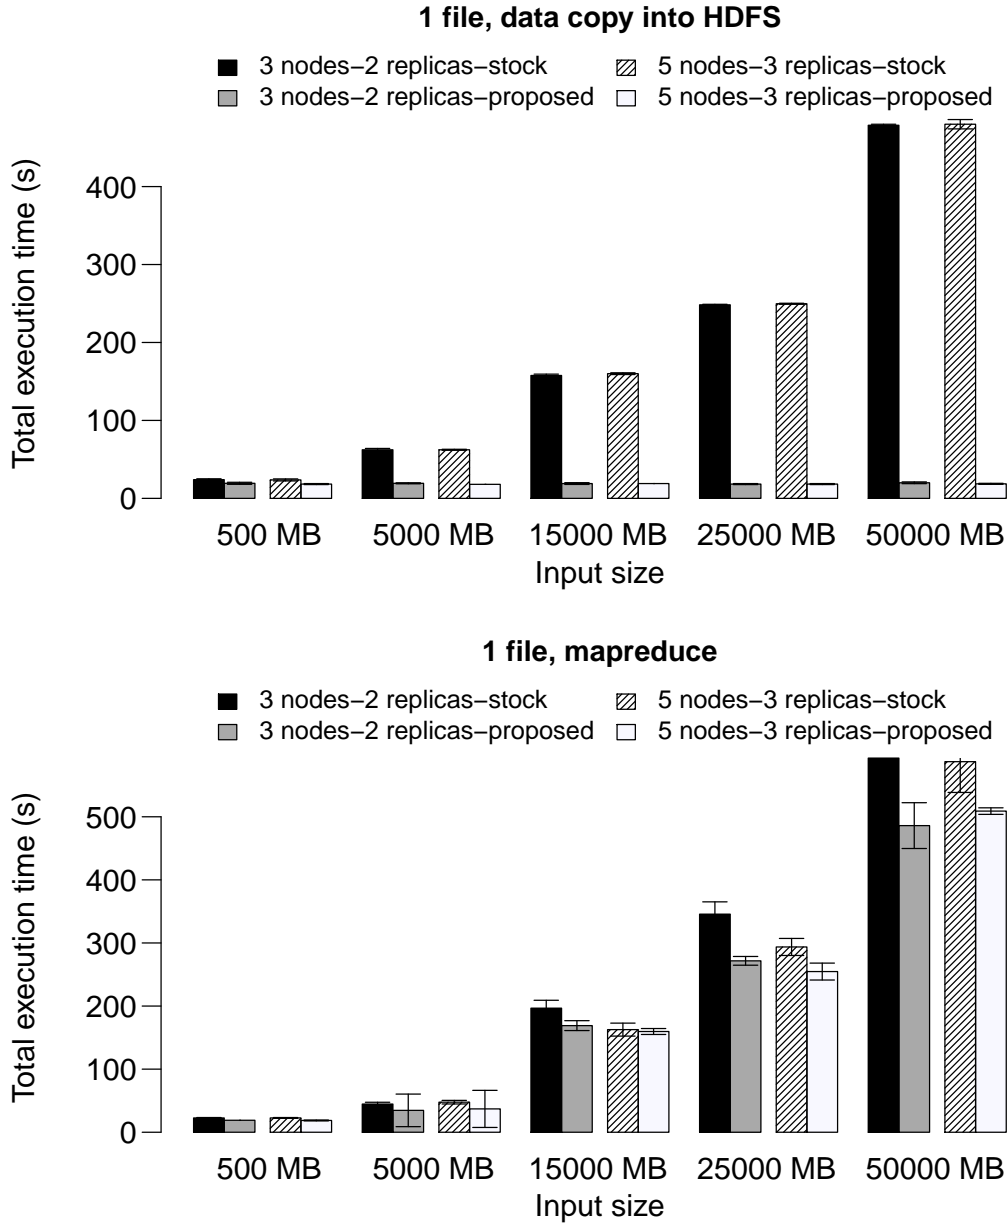 1 file, data copy into HDFS
3 nodes−2 replicas−stock
5 nodes−3 replicas−stock
3 nodes−2 replicas−proposed
5 nodes−3 replicas−proposed
Total execution time (s)
400
300
200
100
0
500 MB
5000 MB
15000 MB
25000 MB
50000 MB
Input size
1 file, mapreduce
3 nodes−2 replicas−stock
5 nodes−3 replicas−stock
3 nodes−2 replicas−proposed
5 nodes−3 replicas−proposed
Total execution time (s)
500
400
300
200
100
0
500 MB
5000 MB
15000 MB
25000 MB
50000 MB
Input size